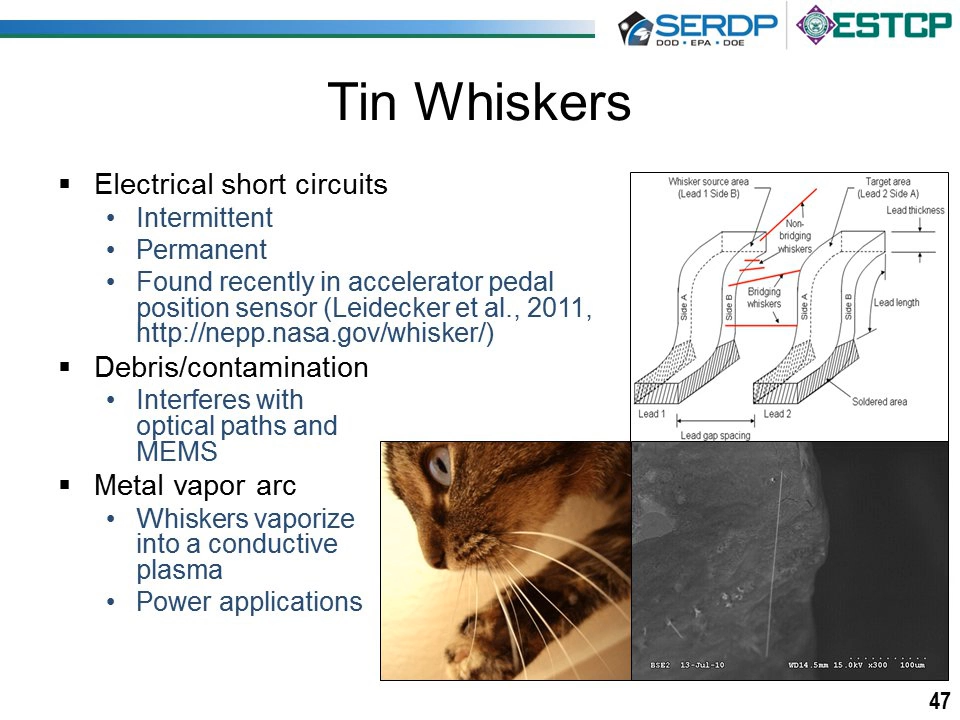 SERDP
DOD • EPA • DOE
ESTCP
Tin Whiskers
▪ Electrical short circuits
• Intermittent
• Permanent
• Found recently in accelerator pedal
position sensor (Leidecker et al., 2011,
http://nepp.nasa.gov/whisker/)
▪ Debris/contamination
• Interferes with
optical paths and
MEMS
▪ Metal vapor arc
• Whiskers vaporize
into a conductive
plasma
• Power applications
Whisker source area
(Lead 1 Side B)
Target area
(Lead 2 Side A)
Lead thickness
Non-
bridging
whiskers
Bridging
whiskers
Side A
Side B
Side A
Side B
Lead length
Soldered area
Lead 1
Lead 2
Lead gap spacing
BSE2 13-Jul-10 WD14.5mm 15.0kV x300 100um
47